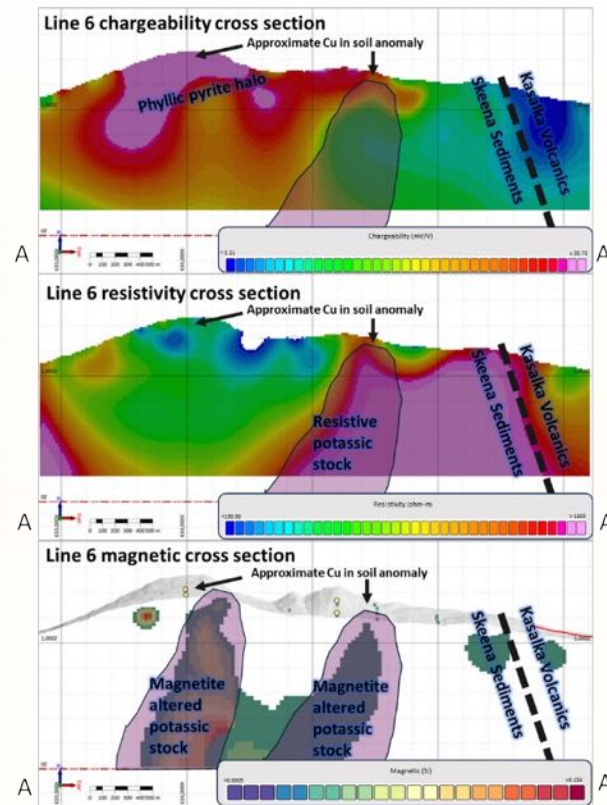 Line 6 chargeability cross section
Approximate Cu in soil anomaly
Phyllic pyrite halo
Skeena Sediments
Kasalka Volcanics
A
A
Chargeability (mV/V)
Line 6 resistivity cross section
Approximate Cu in soil anomaly
Resistive
potassic
stock
Skeena Sediments
Kasalka Volcanics
A
A
Resistivity (ohm-m)
Line 6 magnetic cross section
Approximate Cu in soil anomaly
Magnetite
altered
potassic
stock
Magnetite
altered
potassic
stock
Skeena Sediments
Kasalka Volcanics
A
A
Magnetic (SI)